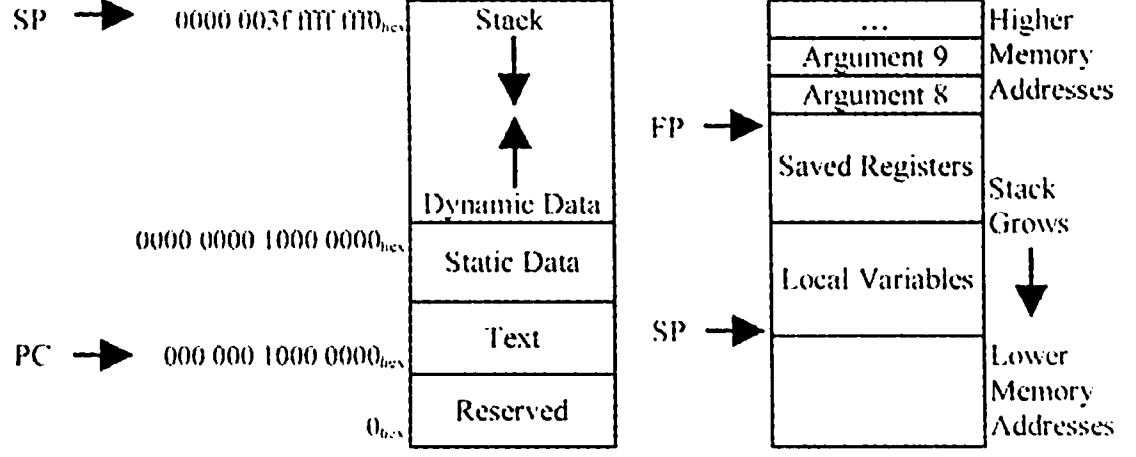 SP
0000 003f ffff fff0hex
Stack
Dynamic Data
0000 0000 1000 0000hex
Static Data
PC
000 000 1000 0000hex
Text
Reserved
0hex
...
Argument 9
Argument 8
FP
Saved Registers
Local Variables
SP
Higher
Memory
Addresses
Stack
Grows
Lower
Memory
Addresses